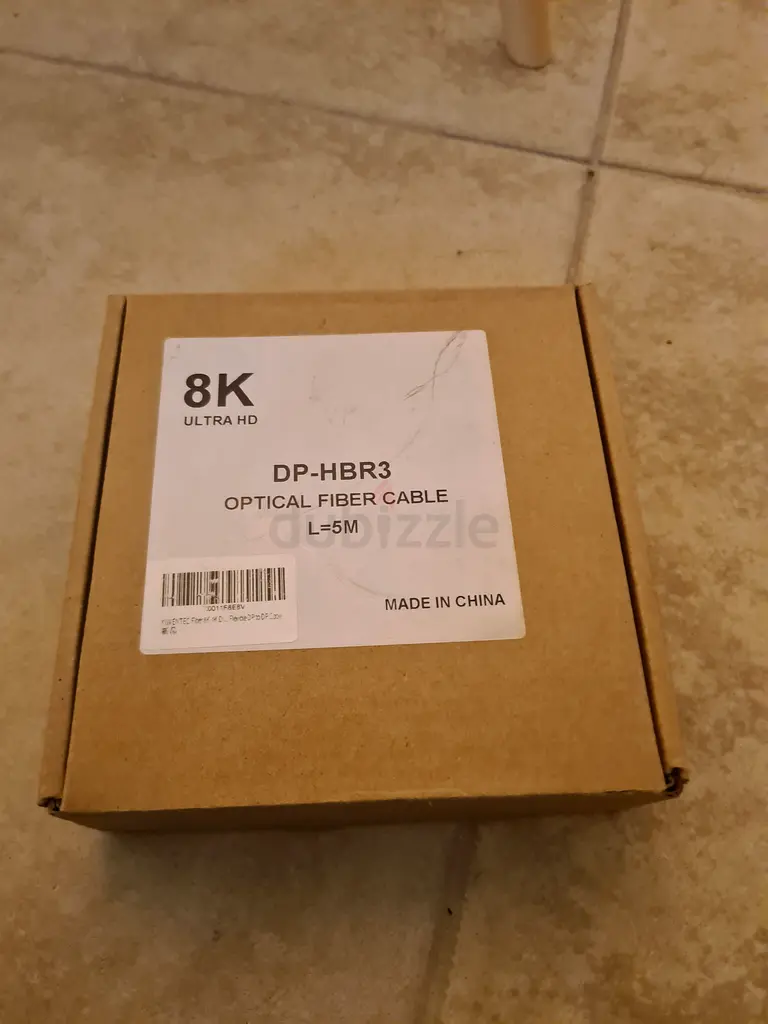 8K
ULTRA HD
DP-HBR3
OPTICAL FIBER CABLE
L=5M
dubizzle
MADE IN CHINA